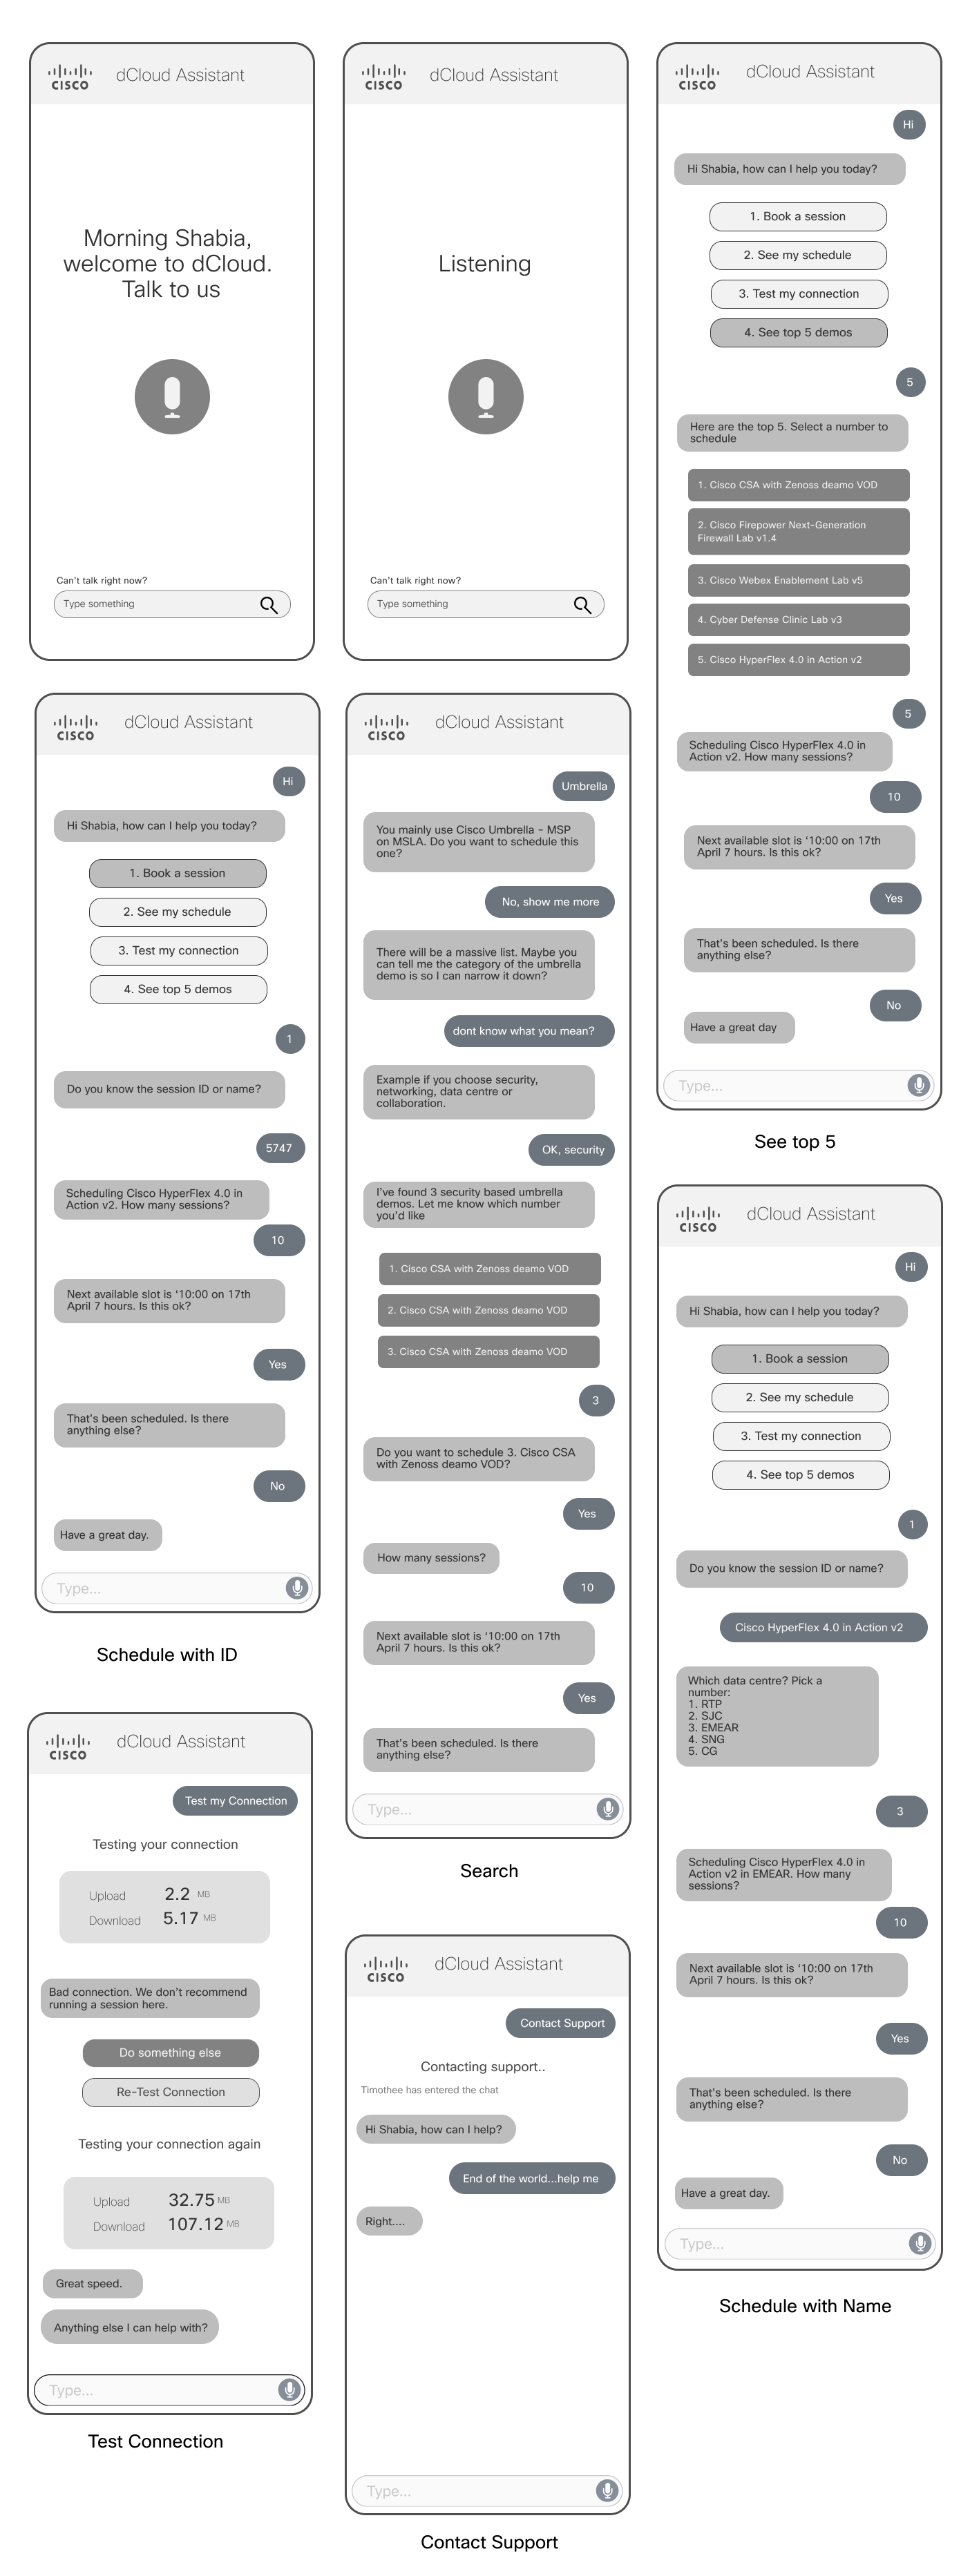 CISCO
dCloud Assistant
Morning Shabia,
welcome to dCloud.
Talk to us
Can't talk right now?
Type something
CISCO
dCloud Assistant
Listening
Can't talk right now?
Type something
CISCO
dCloud Assistant
Hi
Hi Shabia, how can I help you today?
1. Book a session
2. See my schedule
3. Test my connection
4. See top 5 demos
5
Here are the top 5. Select a number to
schedule
1. Cisco CSA with Zenoss deamo VOD
2. Cisco Firepower Next-Generation
Firewall Lab v1.4
3. Cisco Webex Enablement Lab v5
4. Cyber Defense Clinic Lab v3
5. Cisco HyperFlex 4.0 in Action v2
5
Scheduling Cisco HyperFlex 4.0 in
Action v2. How many sessions?
10
Next available slot is '10:00 on 17th
April 7 hours. Is this ok?
Yes
That's been scheduled. Is there
anything else?
No
Have a great day
Type...
See top 5
CISCO
dCloud Assistant
Hi
Hi Shabia, how can I help you today?
1. Book a session
2. See my schedule
3. Test my connection
4. See top 5 demos
1
Do you know the session ID or name?
5747
Scheduling Cisco HyperFlex 4.0 in
Action v2. How many sessions?
10
Next available slot is '10:00 on 17th
April 7 hours. Is this ok?
Yes
That's been scheduled. Is there
anything else?
No
Have a great day.
Type...
Schedule with ID
CISCO
dCloud Assistant
Umbrella
You mainly use Cisco Umbrella - MSP
on MSLA. Do you want to schedule this
one?
No, show me more
There will be a massive list. Maybe you
can tell me the category of the umbrella
demo is so I can narrow it down?
dont know what you mean?
Example if you choose security,
networking, data centre or
collaboration.
OK, security
I've found 3 security based umbrella
demos. Let me know which number
you'd like
1. Cisco CSA with Zenoss deamo VOD
2. Cisco CSA with Zenoss deamo VOD
3. Cisco CSA with Zenoss deamo VOD
3
Do you want to schedule 3. Cisco CSA
with Zenoss deamo VOD?
Yes
How many sessions?
10
Next available slot is '10:00 on 17th
April 7 hours. Is this ok?
Yes
That's been scheduled. Is there
anything else?
Type...
Search
CISCO
dCloud Assistant
Hi
Hi Shabia, how can I help you today?
1. Book a session
2. See my schedule
3. Test my connection
4. See top 5 demos
1
Do you know the session ID or name?
Cisco HyperFlex 4.0 in Action v2
Which data centre? Pick a
number:
1. RTP
2. SJC
3. EMEAR
4. SNG
5. CG
3
Scheduling Cisco HyperFlex 4.0 in
Action v2 in EMEAR. How many
sessions?
10
Next available slot is '10:00 on 17th
April 7 hours. Is this ok?
Yes
That's been scheduled. Is there
anything else?
No
Have a great day.
Type...
Schedule with Name
CISCO
dCloud Assistant
Test my Connection
Testing your connection
Upload 2.2 MB
Download 5.17 MB
Bad connection. We don't recommend
running a session here.
Do something else
Re-Test Connection
Testing your connection again
Upload 32.75 MB
Download 107.12 MB
Great speed.
Anything else I can help with?
Type...
Test Connection
CISCO
dCloud Assistant
Contact Support
Contacting support..
Timothee has entered the chat
Hi Shabia, how can I help?
End of the world...help me
Right....
Type...
Contact Support